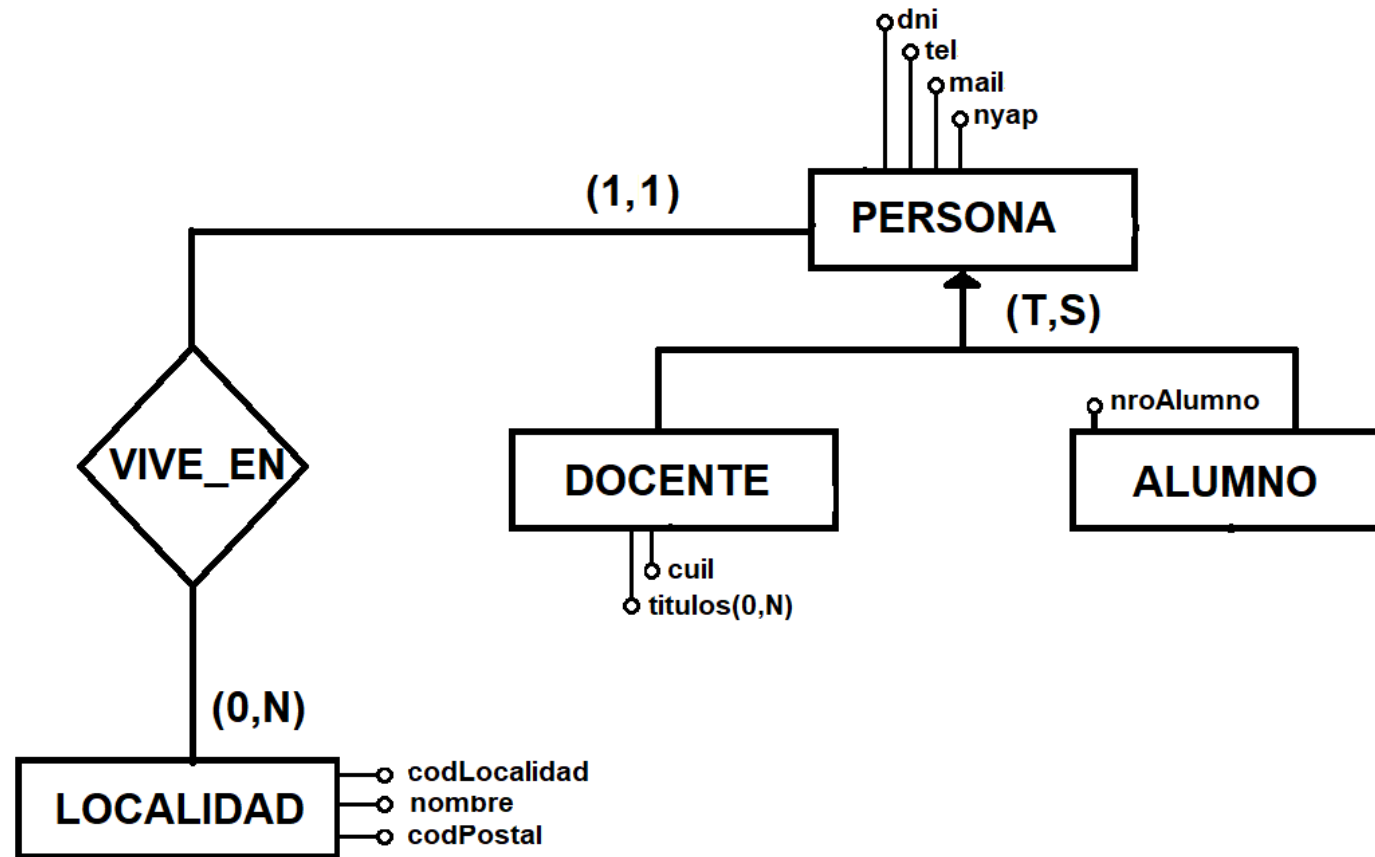 dni
tel
mail
nyap
(1,1)
PERSONA
(T,S)
nroAlumno
VIVE_EN
DOCENTE
ALUMNO
cuil
titulos(0,N)
(0,N)
codLocalidad
nombre
LOCALIDAD
codPostal